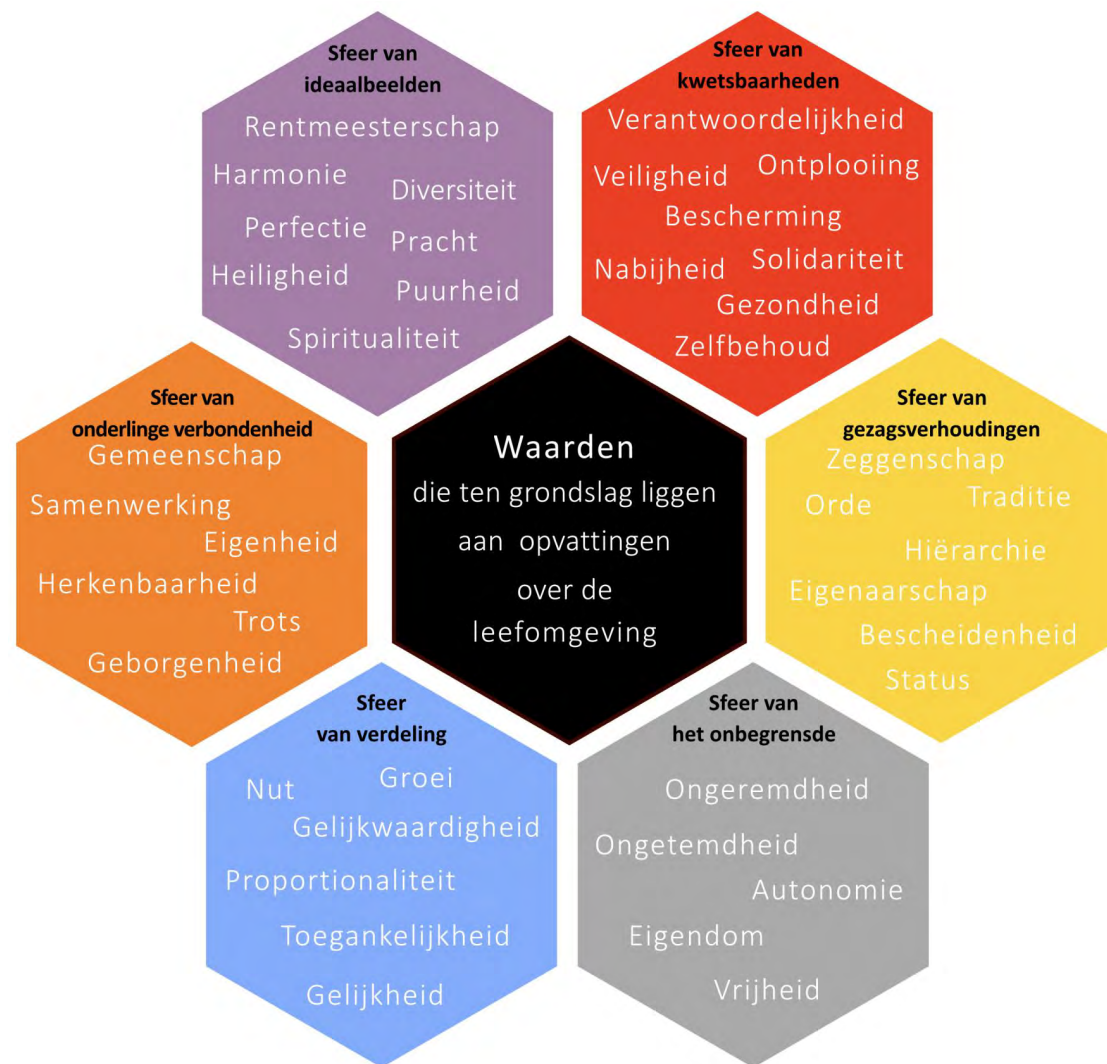 Sfeer van
ideaalbeelden
Rentmeesterschap
Harmonie
Diversiteit
Perfectie
Pracht
Heiligheid
Puurheid
Spiritualiteit
Sfeer van
kwetsbaarheden
Verantwoordelijkheid
Ontplooiing
Veiligheid
Bescherming
Solidariteit
Nabijheid
Gezondheid
Zelfbehoud
Sfeer van
onderlinge verbondenheid
Gemeenschap
Samenwerking
Eigenheid
Herkenbaarheid
Trots
Geborgenheid
Waarden
die ten grondslag liggen
aan opvattingen
over de
leefomgeving
Sfeer van
gezagsverhoudingen
Zeggenschap
Traditie
Orde
Hiërarchie
Eigenaarschap
Bescheidenheid
Status
Sfeer
van verdeling
Groei
Nut
Gelijkwaardigheid
Proportionaliteit
Toegankelijkheid
Gelijkheid
Sfeer van
het onbegrensde
Ongeremdheid
Ongetemdheid
Autonomie
Eigendom
Vrijheid